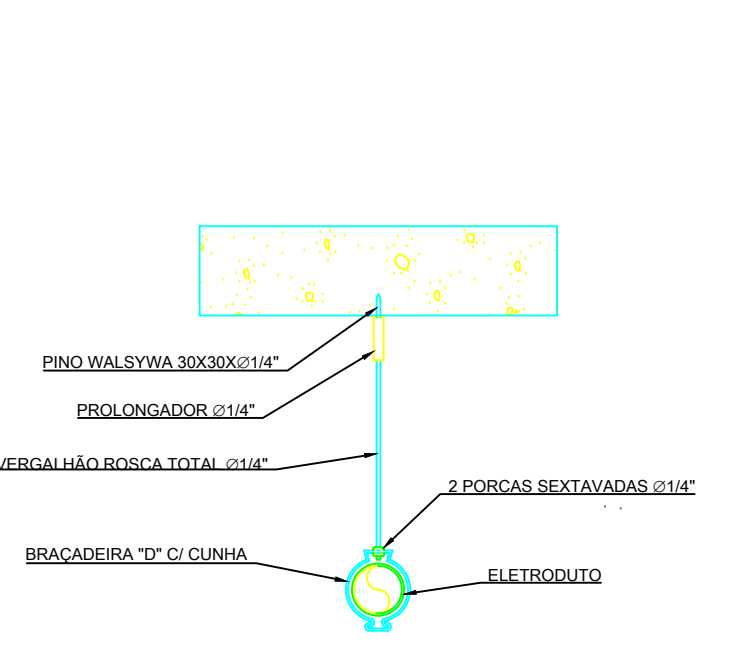 PINO WALSYWA 30X30X∅1/4"
PROLONGADOR ∅1/4"
VERGALHÃO ROSCA TOTAL ∅1/4"
2 PORCAS SEXTAVADAS ∅1/4"
BRAÇADEIRA "D" C/ CUNHA
ELETRODUTO